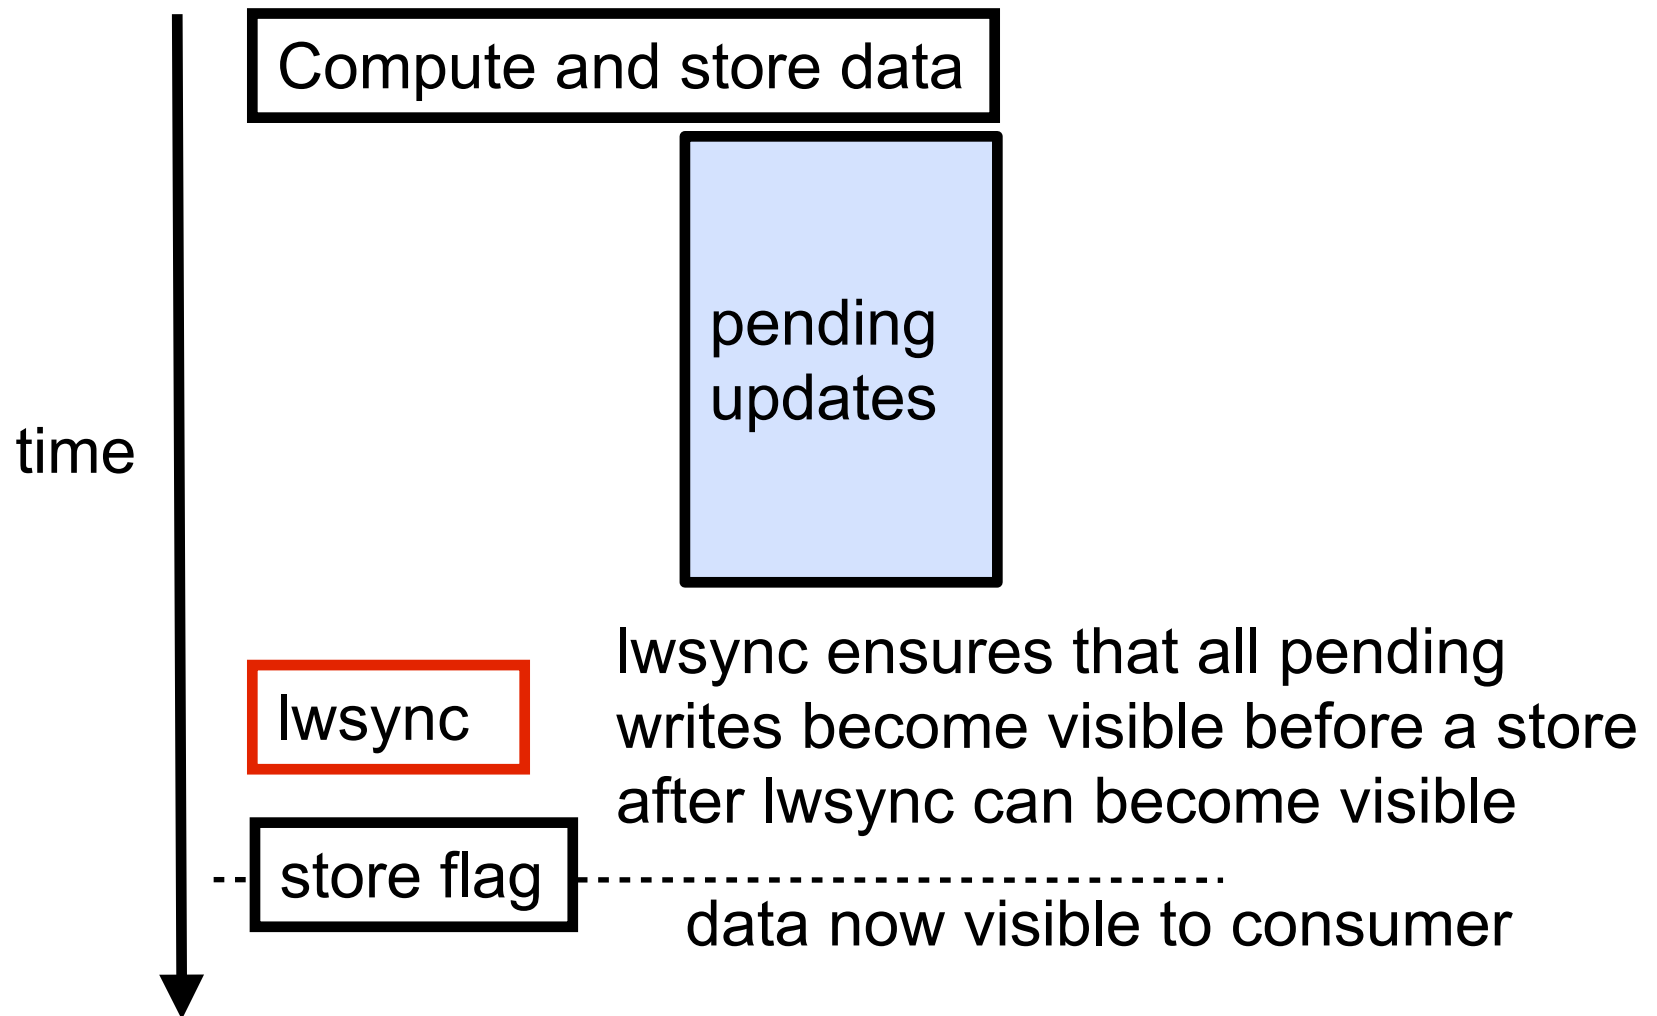 Compute and store data
pending
updates
time
lwsync ensures that all pending
writes become visible before a store
after lwsync can become visible
lwsync
store flag
data now visible to consumer